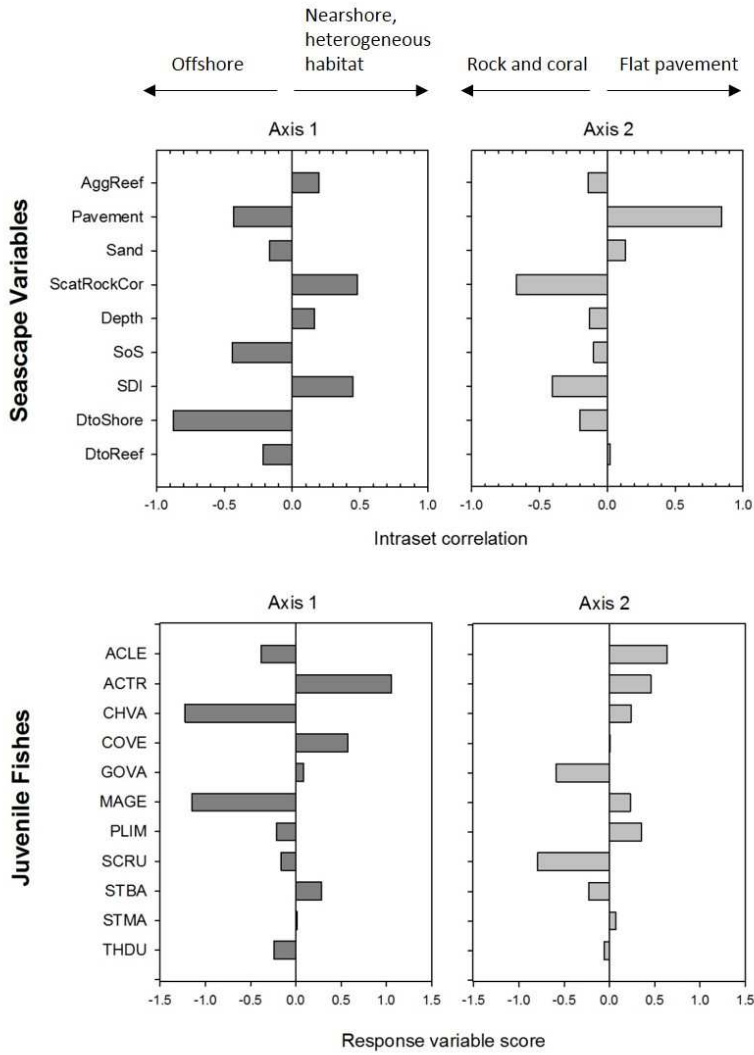 Nearshore,
heterogeneous
habitat
Offshore
Rock and coral
Flat pavement
Axis 1
Axis 2
Seascape Variables
AggReef
Pavement
Sand
ScatRockCor
Depth
SoS
SDI
DtoShore
DtoReef
-1.0 -0.5 0.0 0.5 1.0
-1.0 -0.5 0.0 0.5 1.0
Intraset correlation
Axis 1
Axis 2
Juvenile Fishes
ACLE
ACTR
CHVA
COVE
GOVA
MAGE
PLIM
SCRU
STBA
STMA
THDU
-1.5 -1.0 -0.5 0.0 0.5 1.0 1.5
-1.5 -1.0 -0.5 0.0 0.5 1.0 1.5
Response variable score